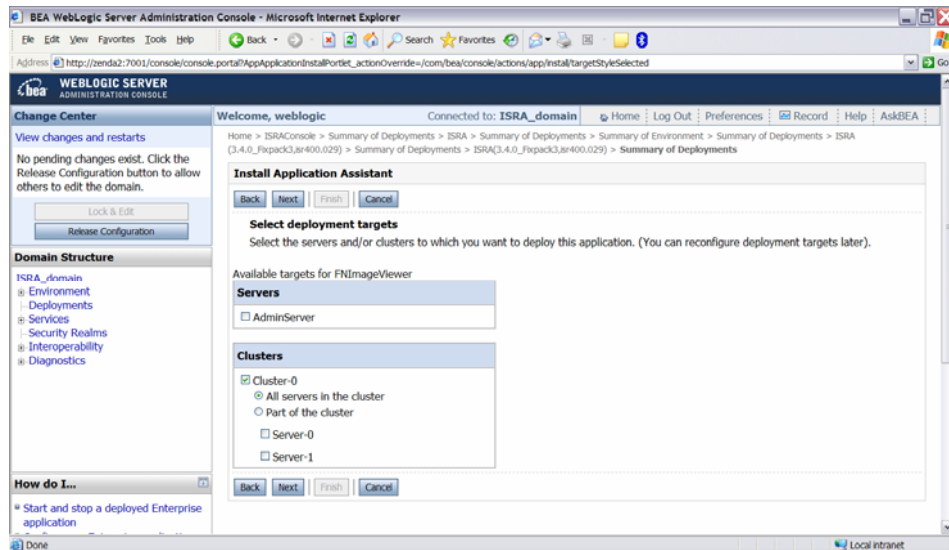 BEA WebLogic Server Administration Console - Microsoft Internet Explorer
File Edit View Favorites Tools Help
Back Search Favorites
Address http://zenda2:7001/console/console.portal?AppApplicationInstallPortlet_actionOverride=/com/bea/console/actions/app/install/targetStyleSelected Go
bea WEBLOGIC SERVER
ADMINISTRATION CONSOLE
Change Center
View changes and restarts
No pending changes exist. Click the
Release Configuration button to allow
others to edit the domain.
Lock & Edit
Release Configuration
Domain Structure
ISRA_domain
Environment
Deployments
Services
Security Realms
Interoperability
Diagnostics
How do I...
Start and stop a deployed Enterprise
application
Welcome, weblogic Connected to: ISRA_domain Home Log Out Preferences Record Help AskBEA
Home > ISRAConsole > Summary of Deployments > ISRA > Summary of Deployments > Summary of Environment > Summary of Deployments > ISRA
(3.4.0_Fixpack3,isr400.029) > Summary of Deployments > ISRA(3.4.0_Fixpack3,isr400.029) > Summary of Deployments
Install Application Assistant
Back Next Finish Cancel
Select deployment targets
Select the servers and/or clusters to which you want to deploy this application. (You can reconfigure deployment targets later).
Available targets for FNImageViewer
Servers
AdminServer
Clusters
Cluster-0
All servers in the cluster
Part of the cluster
Server-0
Server-1
Back Next Finish Cancel
Done Local intranet